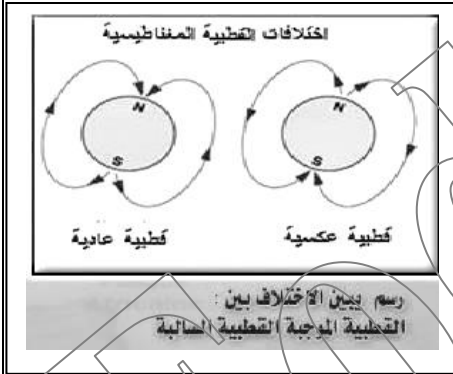 اختلافات القطبية المغناطيسية
N N
S S
قطبية عادية قطبية عكسية
رسم يبين الاختلاف بين :
القطبية الموجبة القطبية السالبة